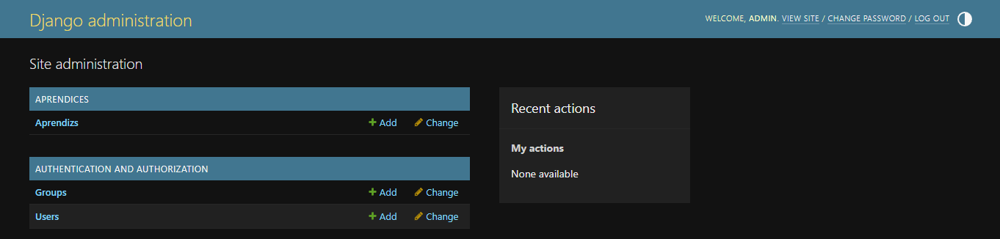 Django administration
WELCOME, ADMIN. VIEW SITE / CHANGE PASSWORD / LOG OUT
Site administration
APRENDICES
Aprendizs Add Change
AUTHENTICATION AND AUTHORIZATION
Groups Add Change
Users Add Change
Recent actions
My actions
None available